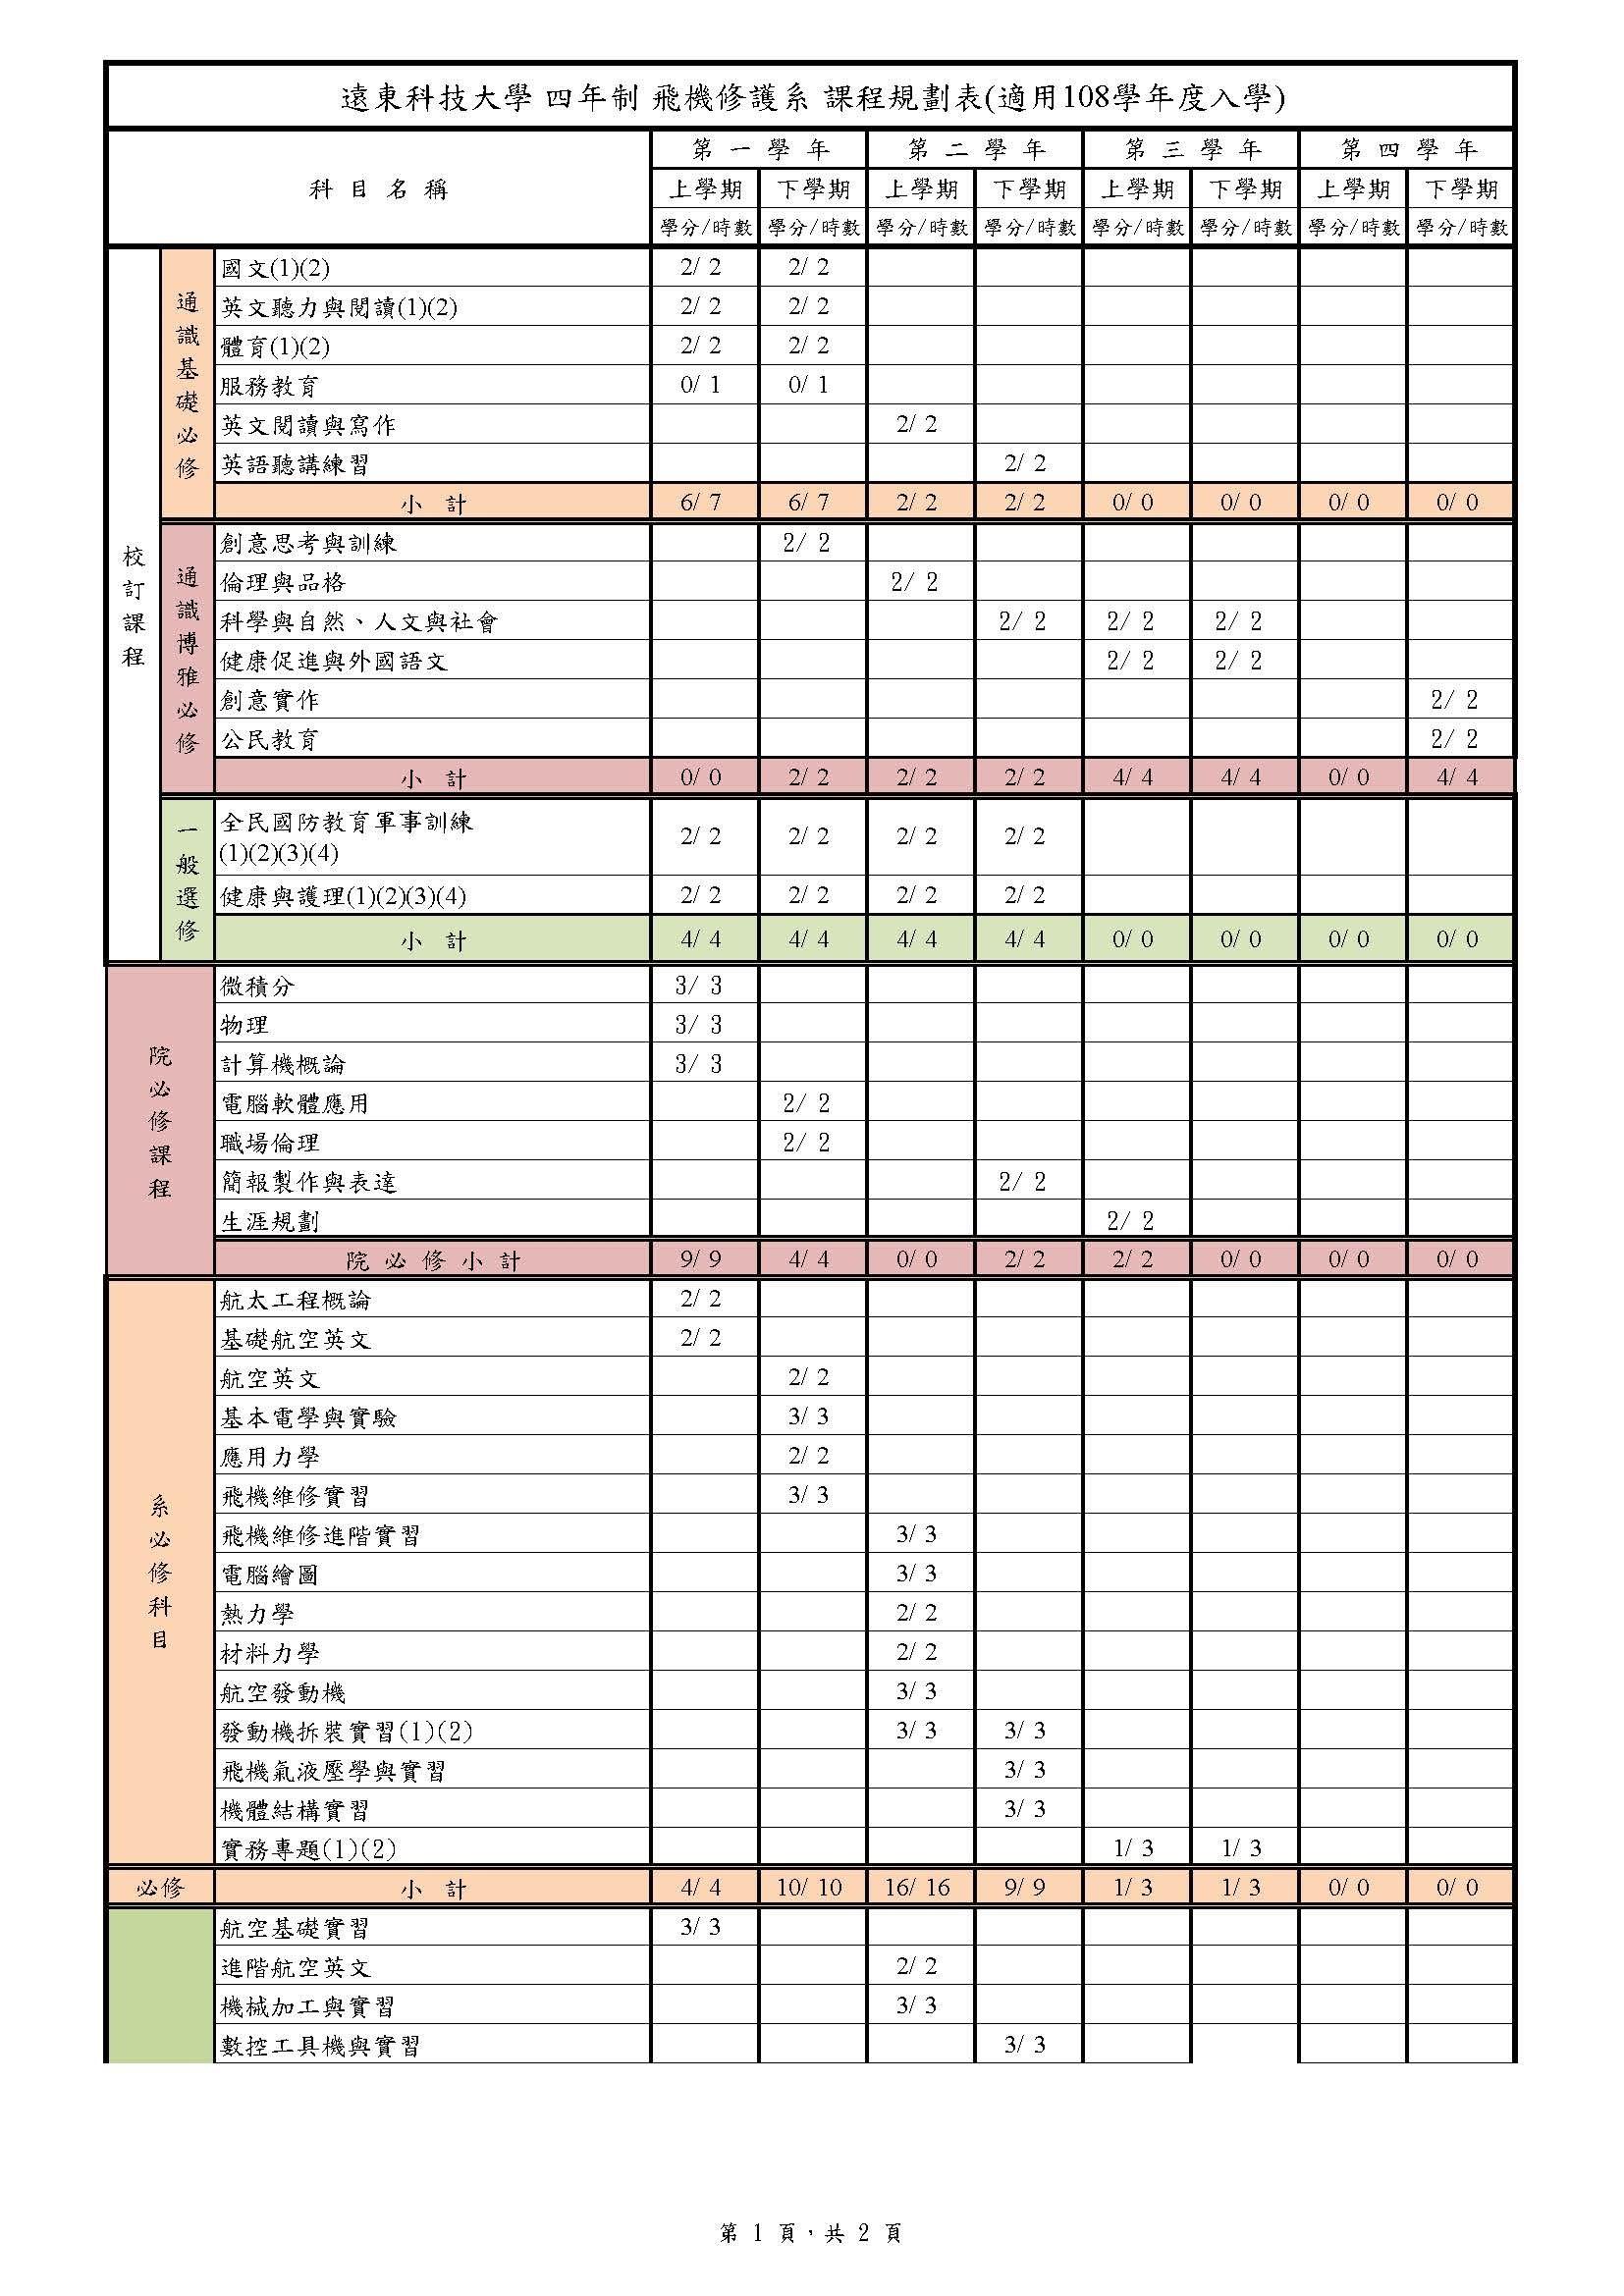 遠東科技大學 四年制 飛機修護系 課程規劃表(適用108學年度入學)
科 目 名 稱 第 一 學 年 第 二 學 年 第 三 學 年 第 四 學 年
上學期 下學期 上學期 下學期 上學期 下學期 上學期 下學期
學分/時數 學分/時數 學分/時數 學分/時數 學分/時數 學分/時數 學分/時數 學分/時數
校訂課程
通識基礎必修
國文(1)(2) 2/ 2 2/ 2
英文聽力與閱讀(1)(2) 2/ 2 2/ 2
體育(1)(2) 2/ 2 2/ 2
服務教育 0/ 1 0/ 1
英文閱讀與寫作 2/ 2
英語聽講練習 2/ 2
小 計 6/ 7 6/ 7 2/ 2 2/ 2 0/ 0 0/ 0 0/ 0 0/ 0
通識博雅必修
創意思考與訓練 2/ 2
倫理與品格 2/ 2
科學與自然、人文與社會 2/ 2 2/ 2 2/ 2
健康促進與外國語文 2/ 2 2/ 2
創意實作 2/ 2
公民教育 2/ 2
小 計 0/ 0 2/ 2 2/ 2 2/ 2 4/ 4 4/ 4 0/ 0 4/ 4
一般選修
全民國防教育軍事訓練
(1)(2)(3)(4) 2/ 2 2/ 2 2/ 2 2/ 2
健康與護理(1)(2)(3)(4) 2/ 2 2/ 2 2/ 2 2/ 2
小 計 4/ 4 4/ 4 4/ 4 4/ 4 0/ 0 0/ 0 0/ 0 0/ 0
院必修課程
微積分 3/ 3
物理 3/ 3
計算機概論 3/ 3
電腦軟體應用 2/ 2
職場倫理 2/ 2
簡報製作與表達 2/ 2
生涯規劃 2/ 2
院 必 修 小 計 9/ 9 4/ 4 0/ 0 2/ 2 2/ 2 0/ 0 0/ 0 0/ 0
系必修科目
航太工程概論 2/ 2
基礎航空英文 2/ 2
航空英文 2/ 2
基本電學與實驗 3/ 3
應用力學 2/ 2
飛機維修實習 3/ 3
飛機維修進階實習 3/ 3
電腦繪圖 3/ 3
熱力學 2/ 2
材料力學 2/ 2
航空發動機 3/ 3
發動機拆裝實習(1)(2) 3/ 3 3/ 3
飛機氣液壓學與實習 3/ 3
機體結構實習 3/ 3
實務專題(1)(2) 1/ 3 1/ 3
必修 小 計 4/ 4 10/ 10 16/ 16 9/ 9 1/ 3 1/ 3 0/ 0 0/ 0
航空基礎實習 3/ 3
進階航空英文 2/ 2
機械加工與實習 3/ 3
數控工具機與實習 3/ 3
第 1 頁，共 2 頁